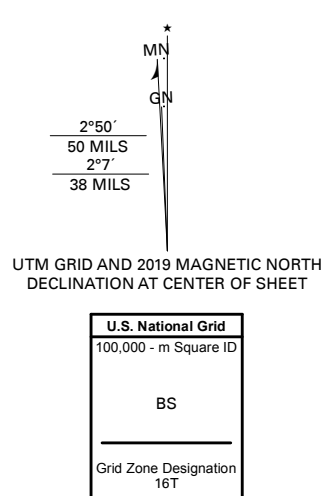 ★
MN
GN
2°50´
50 MILS
2°7´
38 MILS
UTM GRID AND 2019 MAGNETIC NORTH
DECLINATION AT CENTER OF SHEET
U.S. National Grid
100,000 - m Square ID
BS
Grid Zone Designation
16T